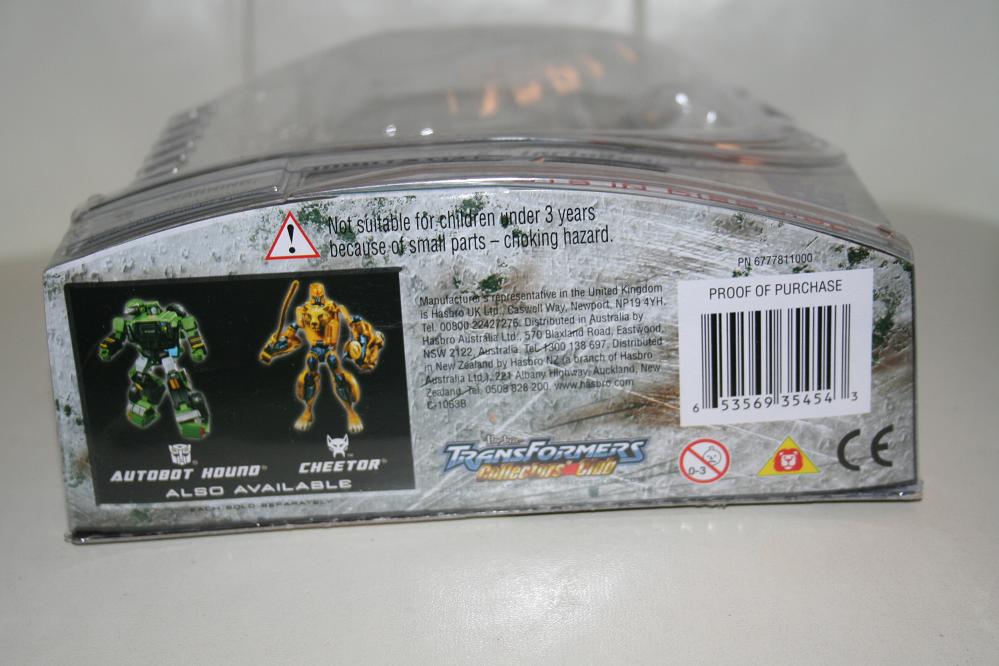 Not suitable for children under 3 years
because of small parts – choking hazard.
PN 6777811000
PROOF OF PURCHASE
6 53569 35454 3
Manufacturer's representative in the United Kingdom
is Hasbro UK Ltd., Caswell Way, Newport, NP19 4YH.
Tel. 00800 22427276. Distributed in Australia by
Hasbro Australia Ltd., 570 Blaxland Road, Eastwood,
NSW 2122, Australia. Tel. 1300 138 697. Distributed
in New Zealand by Hasbro NZ (a branch of Hasbro
Australia Ltd.), 221 Albany Highway, Auckland, New
Zealand. Tel. 0508 828 200. www.hasbro.com
C-1053B
AUTOBOT HOUND
CHEETOR
ALSO AVAILABLE
EACH SOLD SEPARATELY
TRANSFORMERS
Collectors' Club
0-3
CE